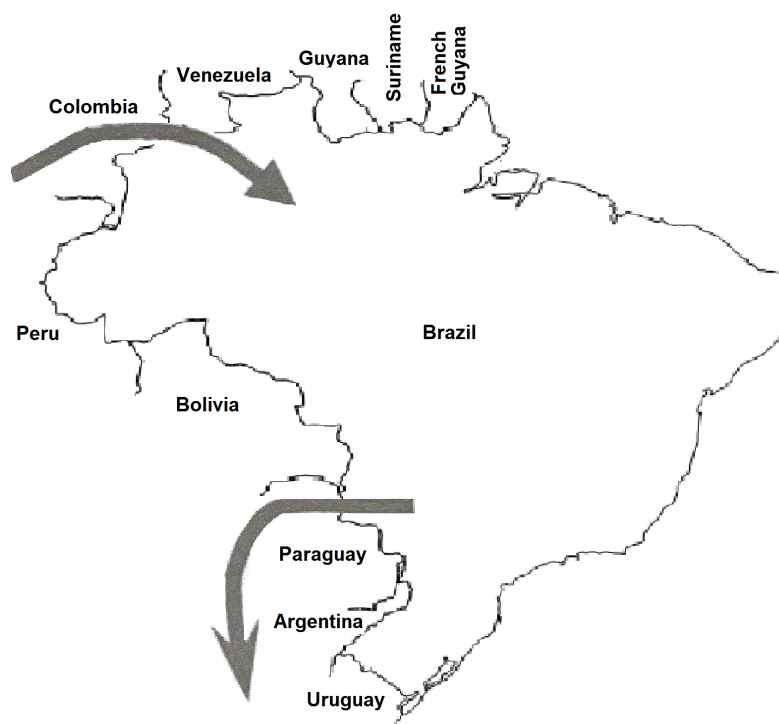 Guyana
Suriname
French
Guyana
Venezuela
Colombia
Peru
Brazil
Bolivia
Paraguay
Argentina
Uruguay